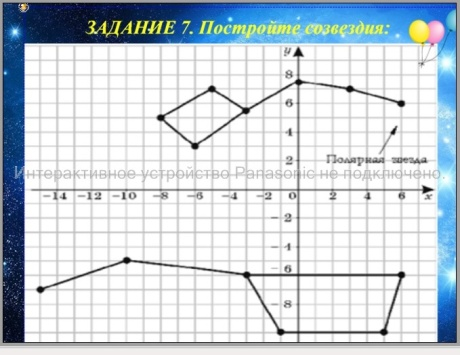 ЗАДАНИЕ 7. Постройте созвездия:
y
8
6
4
Полярная звезда
2
Интерактивное устройство Panasonic не подключено.
-14 -12 -10 -8 -6 -4 -2 0 2 4 6 x
-2
-4
-6
-8